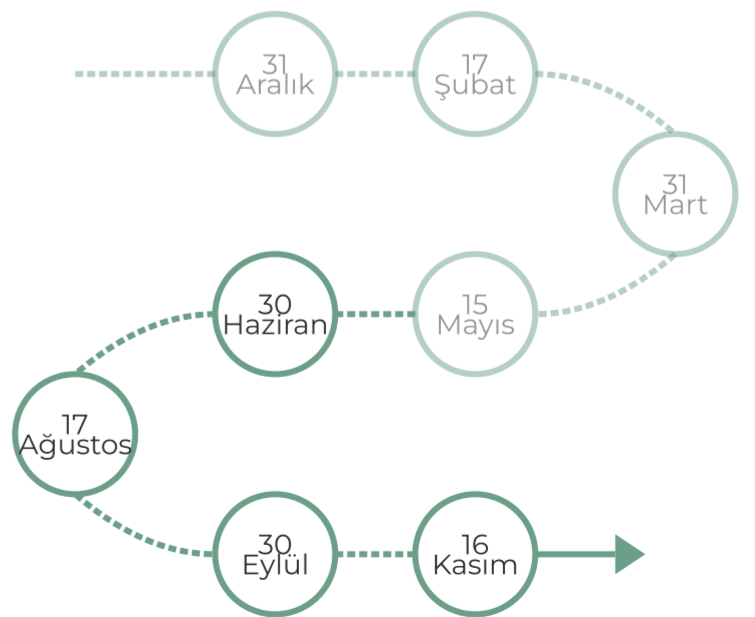 31
Aralık
17
Şubat
31
Mart
15
Mayıs
30
Haziran
17
Ağustos
30
Eylül
16
Kasım